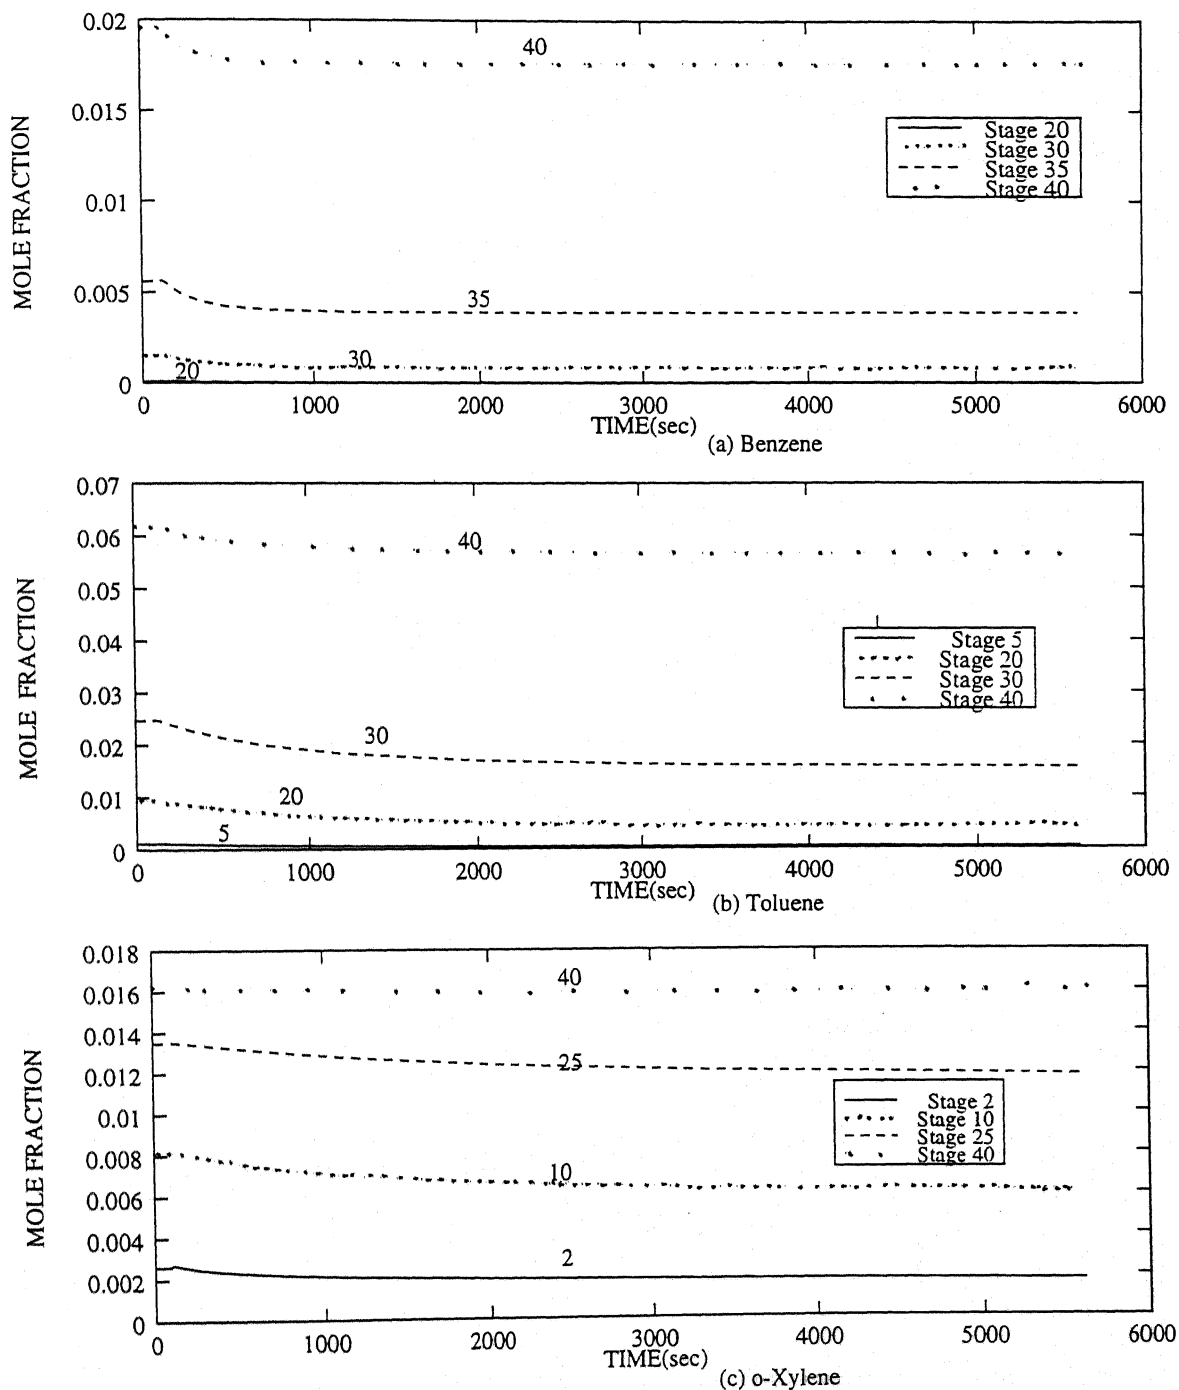 0.02
40
0.015
MOLE FRACTION
Stage 20
Stage 30
Stage 35
Stage 40
0.01
0.005
35
30
20
0
0 1000 2000 3000 4000 5000 6000
TIME(sec)
(a) Benzene
0.07
0.06
40
0.05
MOLE FRACTION
0.04
Stage 5
Stage 20
Stage 30
Stage 40
0.03
30
0.02
20
0.01
5
0
0 1000 2000 3000 4000 5000 6000
TIME(sec)
(b) Toluene
0.018
40
0.016
0.014
25
0.012
MOLE FRACTION
Stage 2
Stage 10
Stage 25
Stage 40
0.01
0.008
10
0.006
0.004
2
0.002
0
0 1000 2000 3000 4000 5000 6000
TIME(sec)
(c) o-Xylene